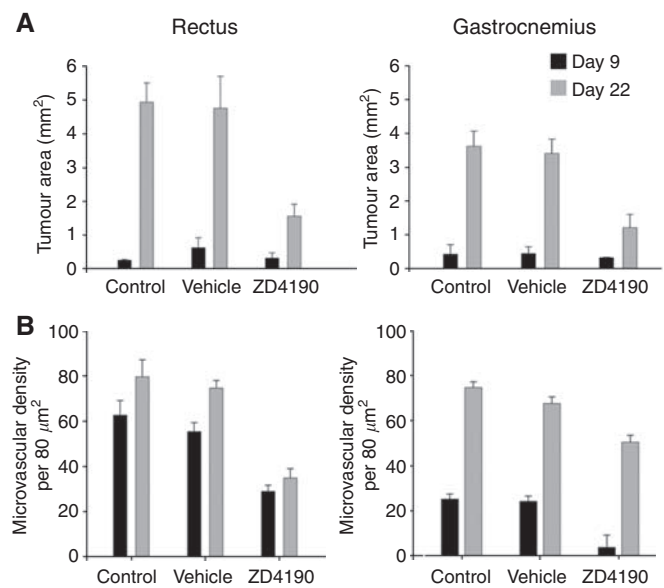 A
Rectus
Gastrocnemius
Day 9
Day 22
Tumour area (mm²)
6
5
4
3
2
1
0
Control Vehicle ZD4190
Tumour area (mm²)
6
5
4
3
2
1
0
Control Vehicle ZD4190
B
Microvascular density
per 80 μm²
100
80
60
40
20
0
Control Vehicle ZD4190
Microvascular density
per 80 μm²
100
80
60
40
20
0
Control Vehicle ZD4190